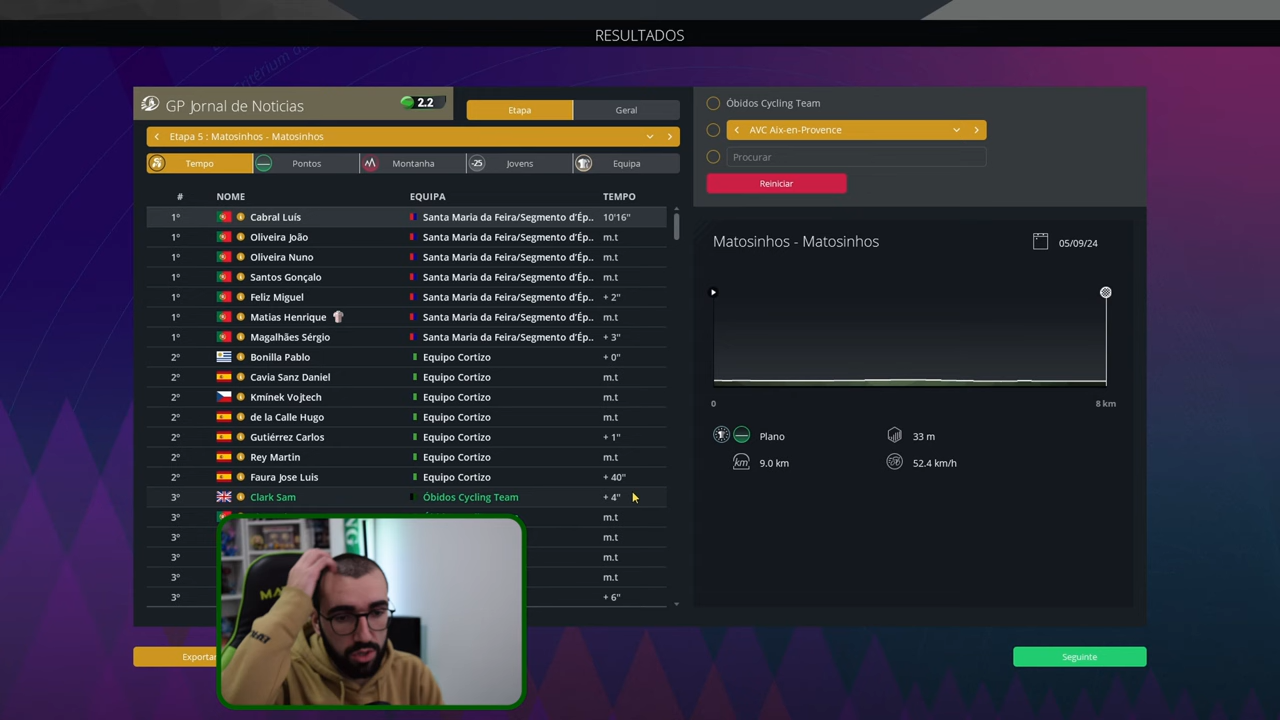 RESULTADOS
GP Jornal de Noticias
2.2
Etapa
Geral
Etapa 5 : Matosinhos - Matosinhos
Tempo
Pontos
Montanha
-25
Jovens
Equipa
# NOME EQUIPA TEMPO
1º Cabral Luís Santa Maria da Feira/Segmento d'Ép.. 10'16"
1º Oliveira João Santa Maria da Feira/Segmento d'Ép.. m.t
1º Oliveira Nuno Santa Maria da Feira/Segmento d'Ép.. m.t
1º Santos Gonçalo Santa Maria da Feira/Segmento d'Ép.. m.t
1º Feliz Miguel Santa Maria da Feira/Segmento d'Ép.. + 2"
1º Matias Henrique Santa Maria da Feira/Segmento d'Ép.. m.t
1º Magalhães Sérgio Santa Maria da Feira/Segmento d'Ép.. + 3"
2º Bonilla Pablo Equipo Cortizo + 0"
2º Cavia Sanz Daniel Equipo Cortizo m.t
2º Kmínek Vojtech Equipo Cortizo m.t
2º de la Calle Hugo Equipo Cortizo m.t
2º Gutiérrez Carlos Equipo Cortizo + 1"
2º Rey Martin Equipo Cortizo m.t
2º Faura Jose Luis Equipo Cortizo + 40"
3º Clark Sam Óbidos Cycling Team + 4"
3º m.t
3º m.t
3º m.t
3º m.t
3º + 6"
Exportar
Óbidos Cycling Team
AVC Aix-en-Provence
Procurar
Reiniciar
Matosinhos - Matosinhos
05/09/24
0
8 km
Plano
33 m
km
9.0 km
52.4 km/h
Seguinte